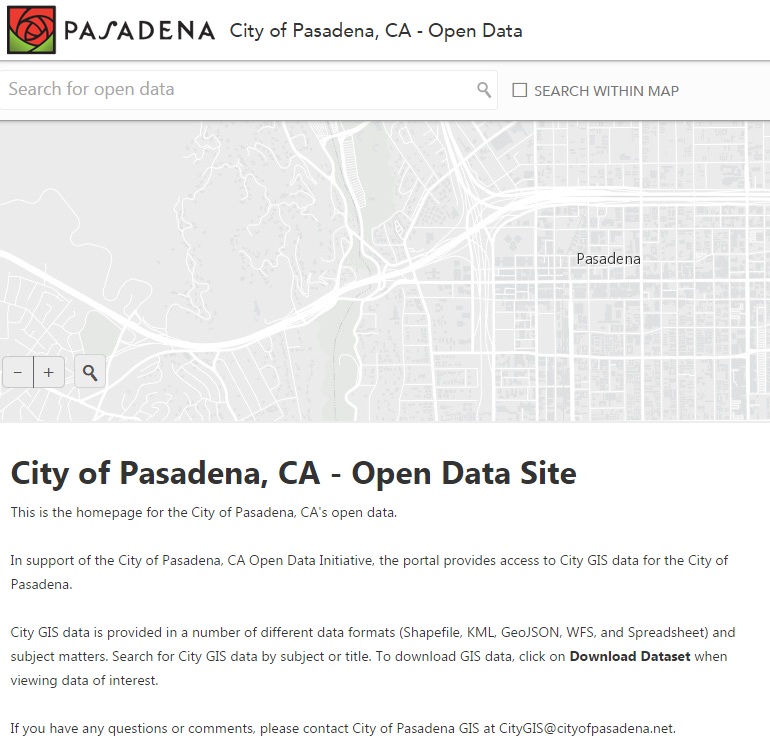 PASADENA City of Pasadena, CA - Open Data
Search for open data
SEARCH WITHIN MAP
Pasadena
− +
City of Pasadena, CA - Open Data Site
This is the homepage for the City of Pasadena, CA's open data.
In support of the City of Pasadena, CA Open Data Initiative, the portal provides access to City GIS data for the City of
Pasadena.
City GIS data is provided in a number of different data formats (Shapefile, KML, GeoJSON, WFS, and Spreadsheet) and
subject matters. Search for City GIS data by subject or title. To download GIS data, click on Download Dataset when
viewing data of interest.
If you have any questions or comments, please contact City of Pasadena GIS at CityGIS@cityofpasadena.net.